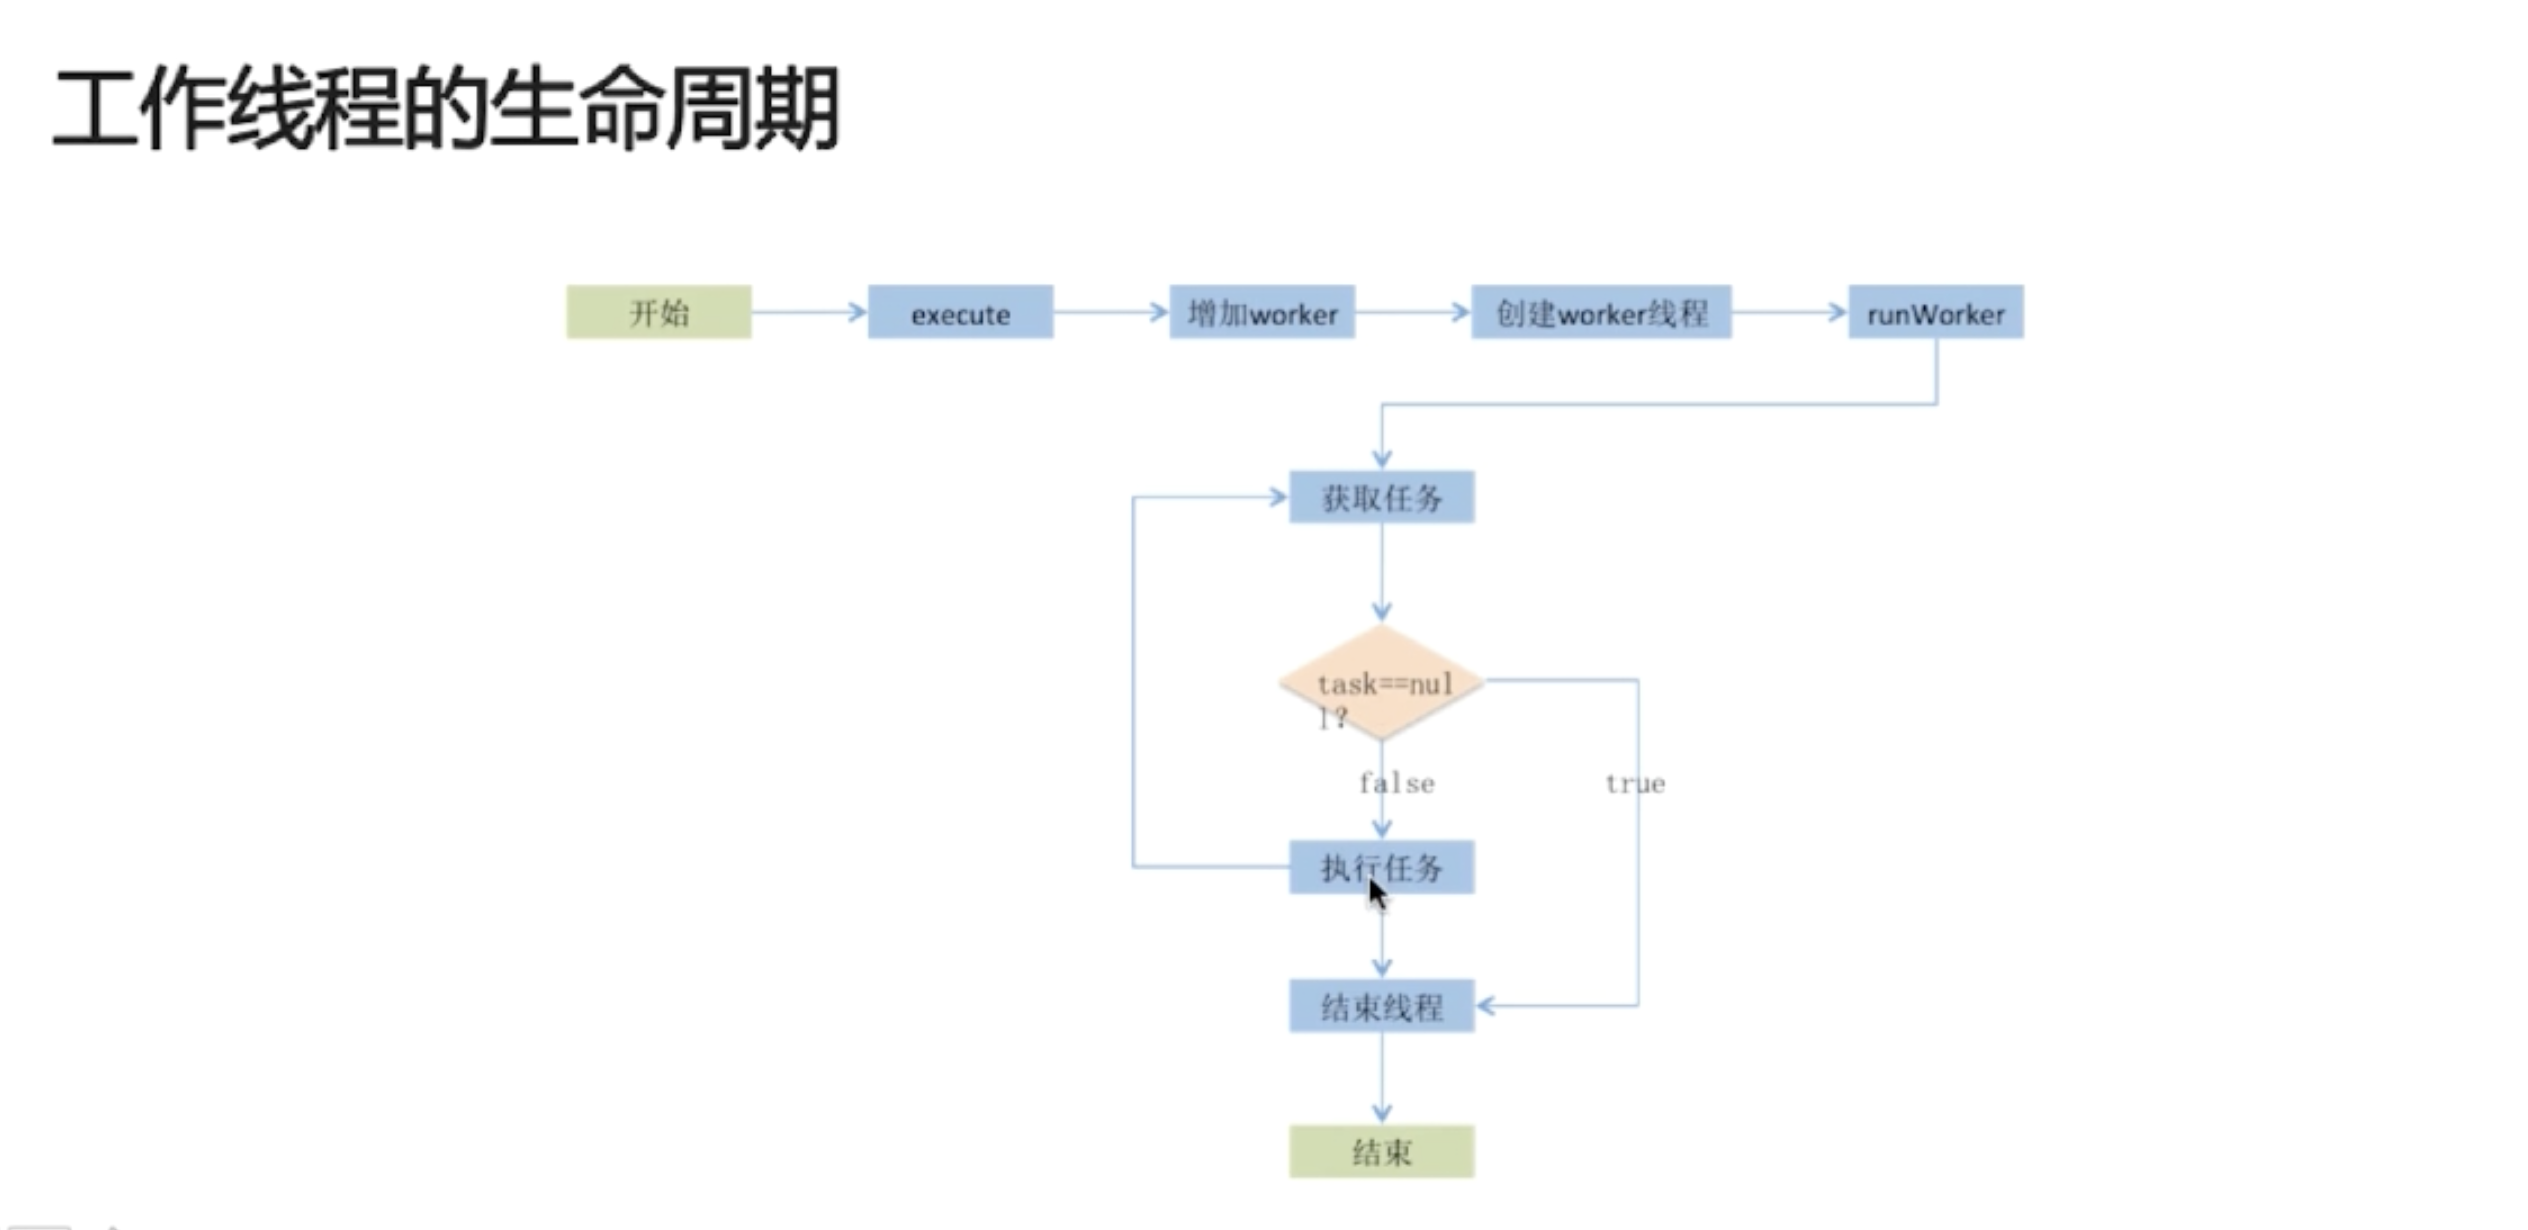 工作线程的生命周期
开始
execute
增加worker
创建worker线程
runWorker
获取任务
task==nul
l?
false
true
执行任务
结束线程
结束